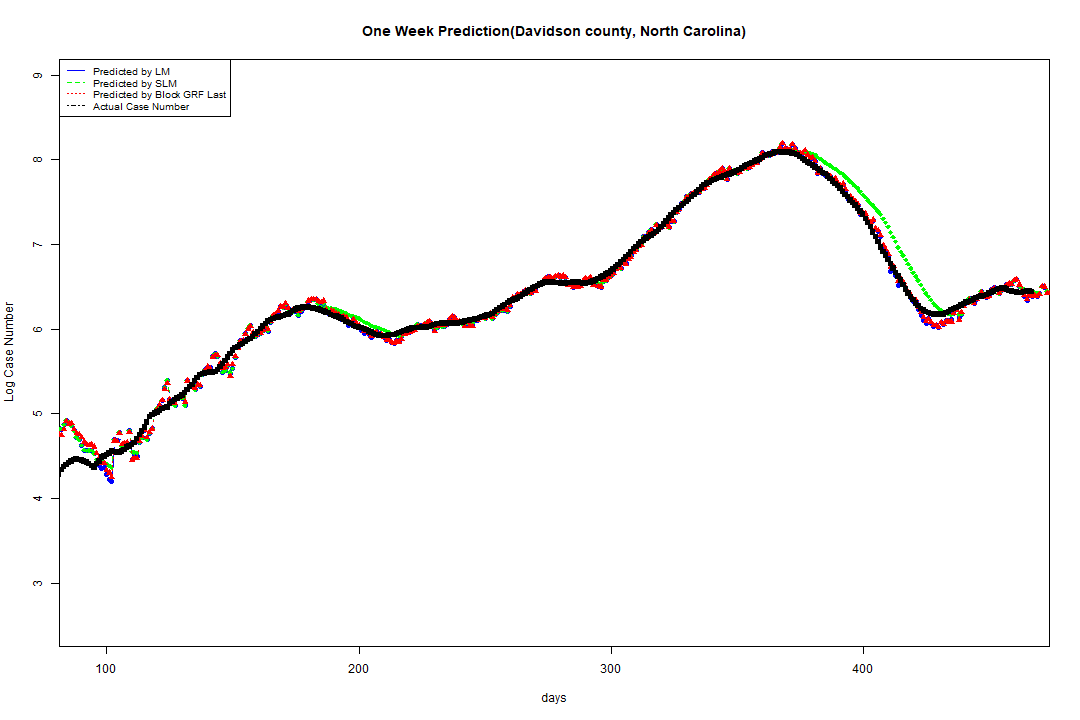 One Week Prediction(Davidson county, North Carolina)
Predicted by LM
Predicted by SLM
Predicted by Block GRF Last
Actual Case Number
9
8
7
6
5
4
3
Log Case Number
100 200 300 400
days